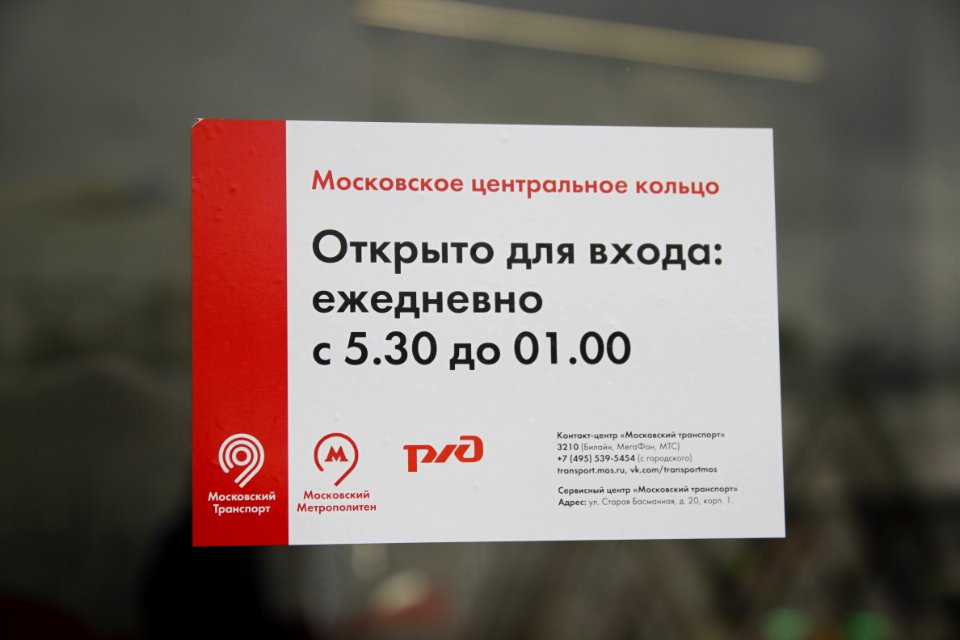 Московское центральное кольцо
Открыто для входа:
ежедневно
с 5.30 до 01.00
Московский
Транспорт
М
Московский
Метрополитен
ржд
Контакт-центр «Московский транспорт»
3210 (Билайн, МегаФон, МТС)
+7 (495) 539-5454 (с городского)
transport.mos.ru, vk.com/transportmos
Сервисный центр «Московский транспорт»
Адрес: ул. Старая Басманная, д. 20, корп. 1.